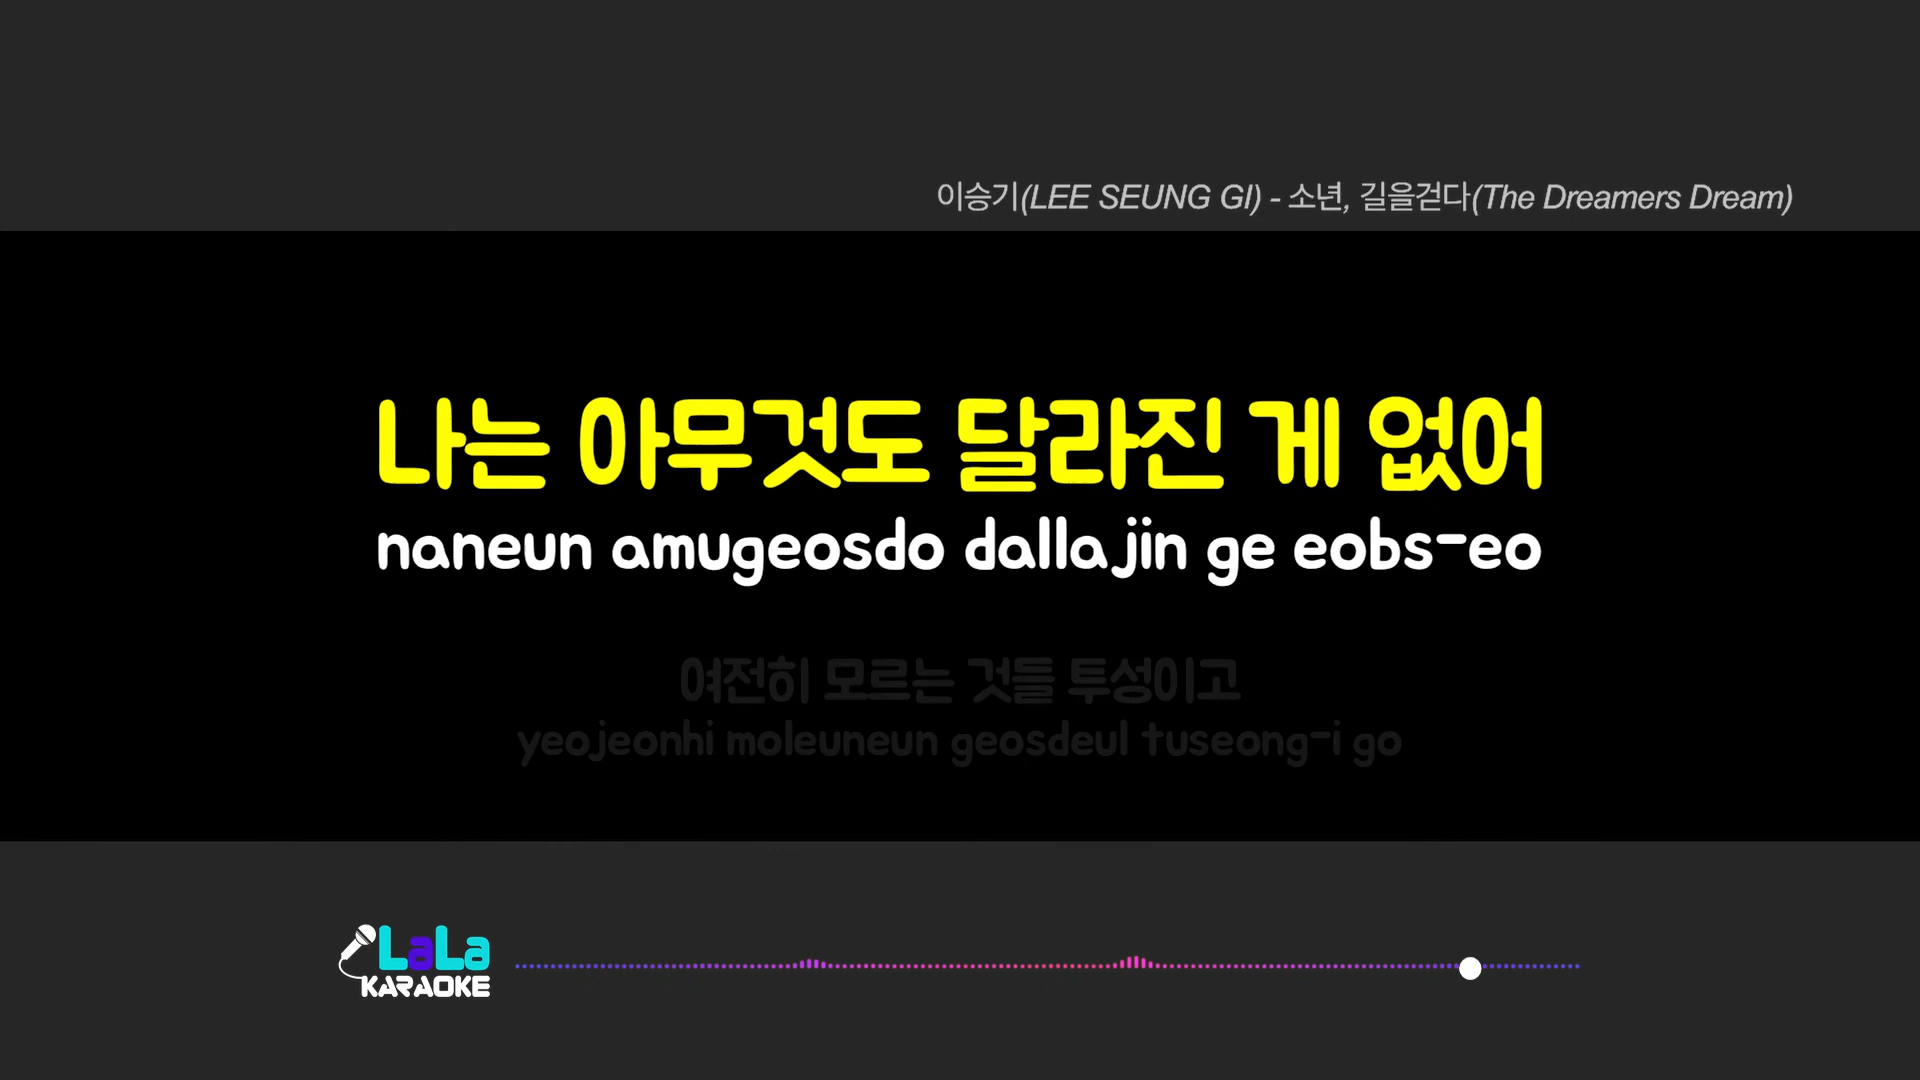 이승기(LEE SEUNG GI) - 소년, 길을걷다(The Dreamers Dream)
나는 아무것도 달라진 게 없어
naneun amugeosdo dallajin ge eobs-eo
여전히 모르는 것들 투성이고
yeojeonhi moleuneun geosdeul tuseong-i go
LaLa
KARAOKE